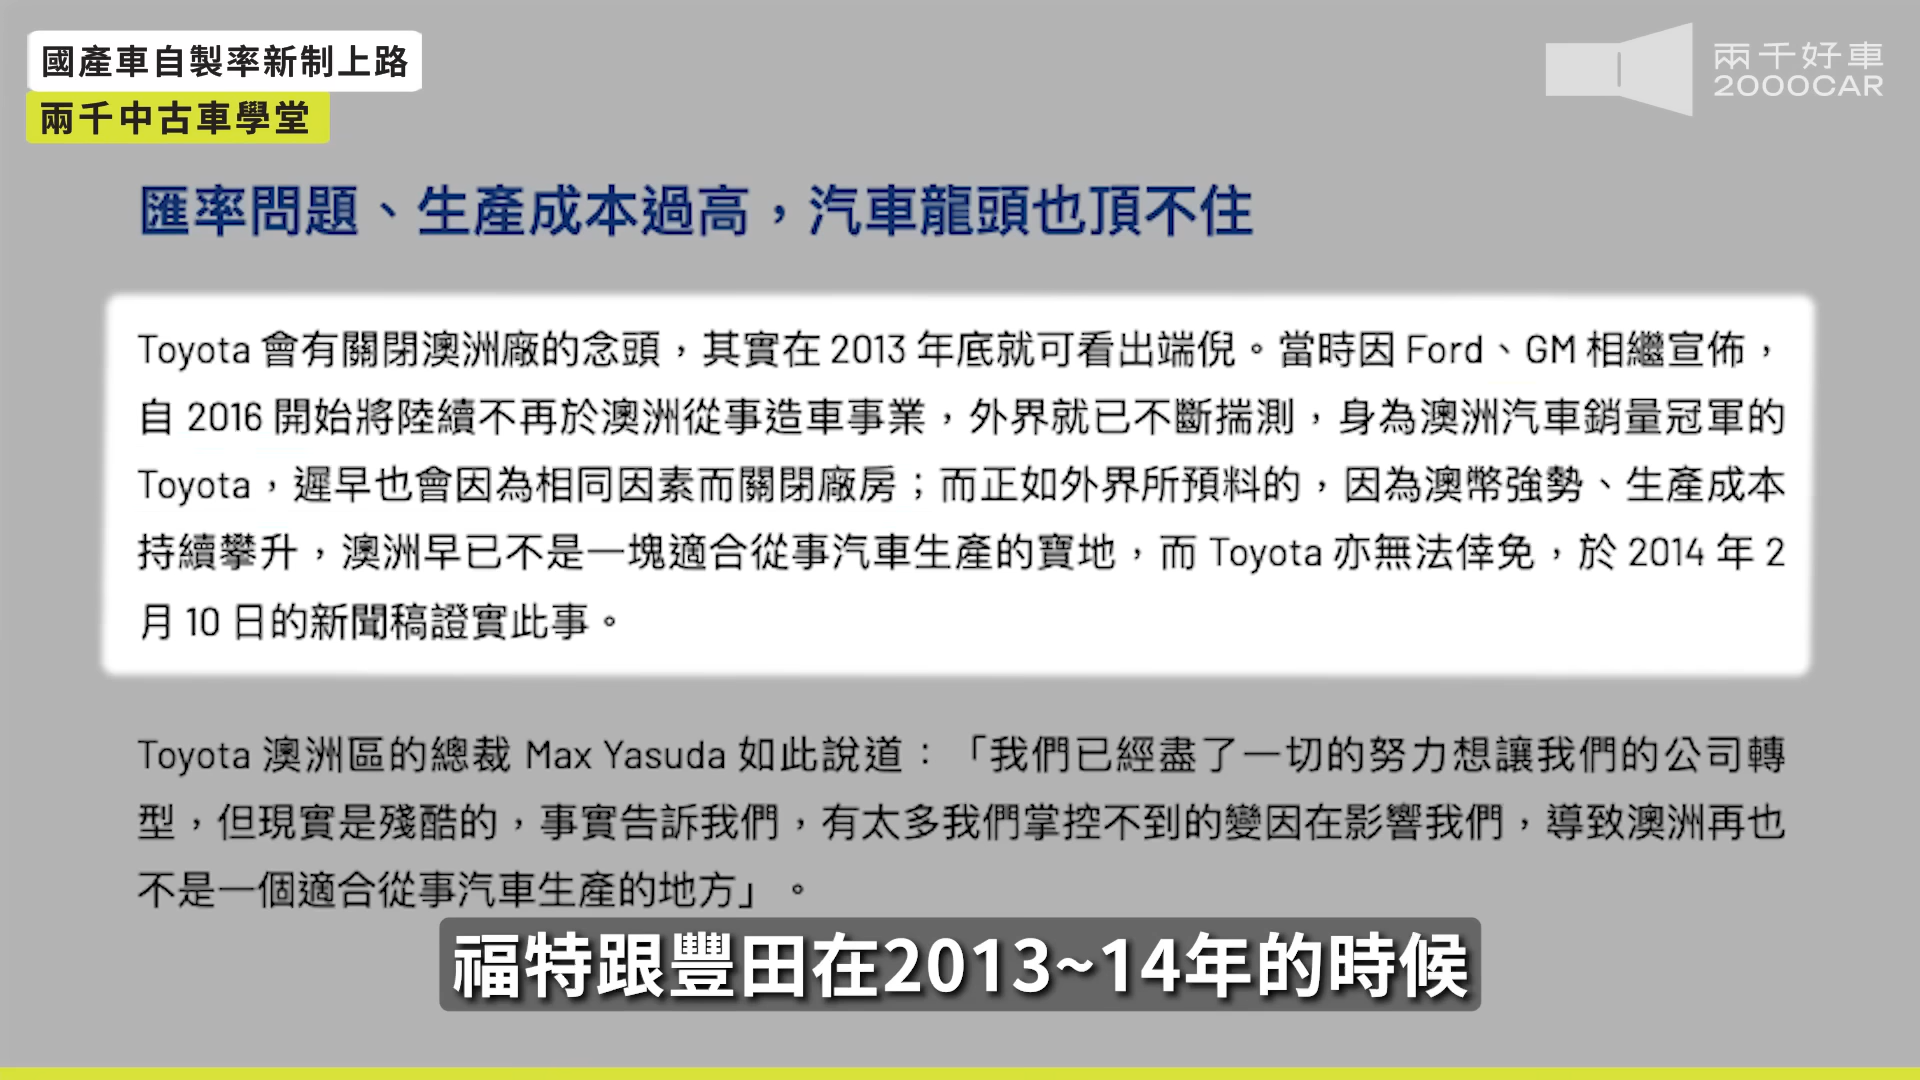 國產車自製率新制上路
兩千中古車學堂
兩千好車
2000CAR
匯率問題、生產成本過高，汽車龍頭也頂不住
Toyota 會有關閉澳洲廠的念頭，其實在 2013 年底就可看出端倪。當時因 Ford、GM 相繼宣佈，
自 2016 開始將陸續不再於澳洲從事造車事業，外界就已不斷揣測，身為澳洲汽車銷量冠軍的
Toyota，遲早也會因為相同因素而關閉廠房；而正如外界所預料的，因為澳幣強勢、生產成本
持續攀升，澳洲早已不是一塊適合從事汽車生產的寶地，而 Toyota 亦無法倖免，於 2014 年 2
月 10 日的新聞稿證實此事。
Toyota 澳洲區的總裁 Max Yasuda 如此說道：「我們已經盡了一切的努力想讓我們的公司轉
型，但現實是殘酷的，事實告訴我們，有太多我們掌控不到的變因在影響我們，導致澳洲再也
不是一個適合從事汽車生產的地方」。
福特跟豐田在2013~14年的時候